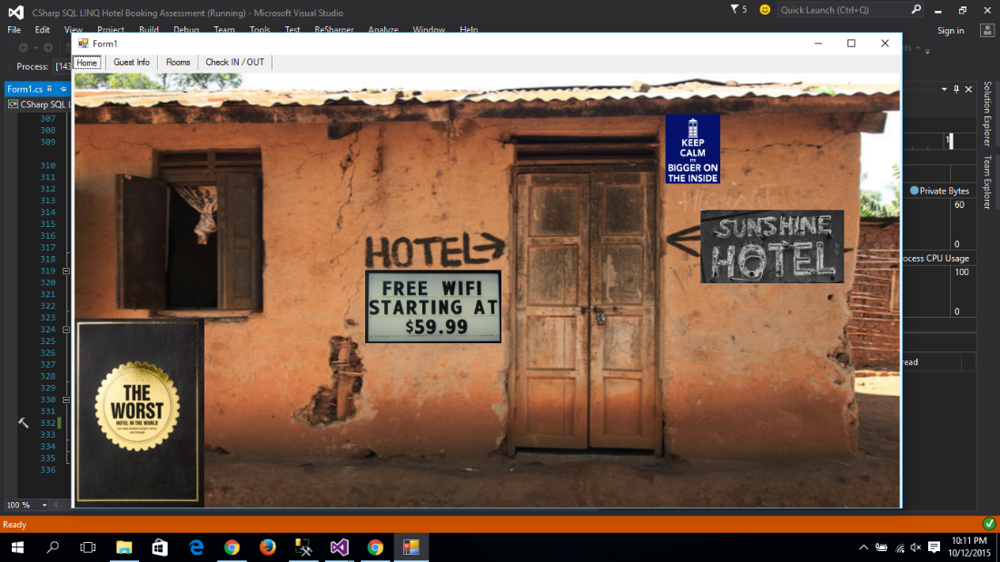 CSharp SQL LINQ Hotel Booking Assessment (Running) - Microsoft Visual Studio
5
Quick Launch (Ctrl+Q)
File Edit View Project Build Debug Team Tools Test ReSharper Analyze Window Help
Sign in
Form1
Process: [143
Home Guest Info Rooms Check IN / OUT
Form1.cs
CSharp SQL L
307
308
309
310
311
312
313
314
315
316
317
318
319
320
321
322
323
324
325
326
327
328
329
330
331
332
333
334
335
336
KEEP
CALM
ITS
BIGGER ON
THE INSIDE
SUNSHINE
HOTEL
HOTEL
FREE WIFI
STARTING AT
$59.99
THE
WORST
HOTEL IN THE WORLD
Solution Explorer
Team Explorer
1
Private Bytes
60
0
ocess CPU Usage
100
0
ead
100 %
Ready
10:11 PM
10/12/2015